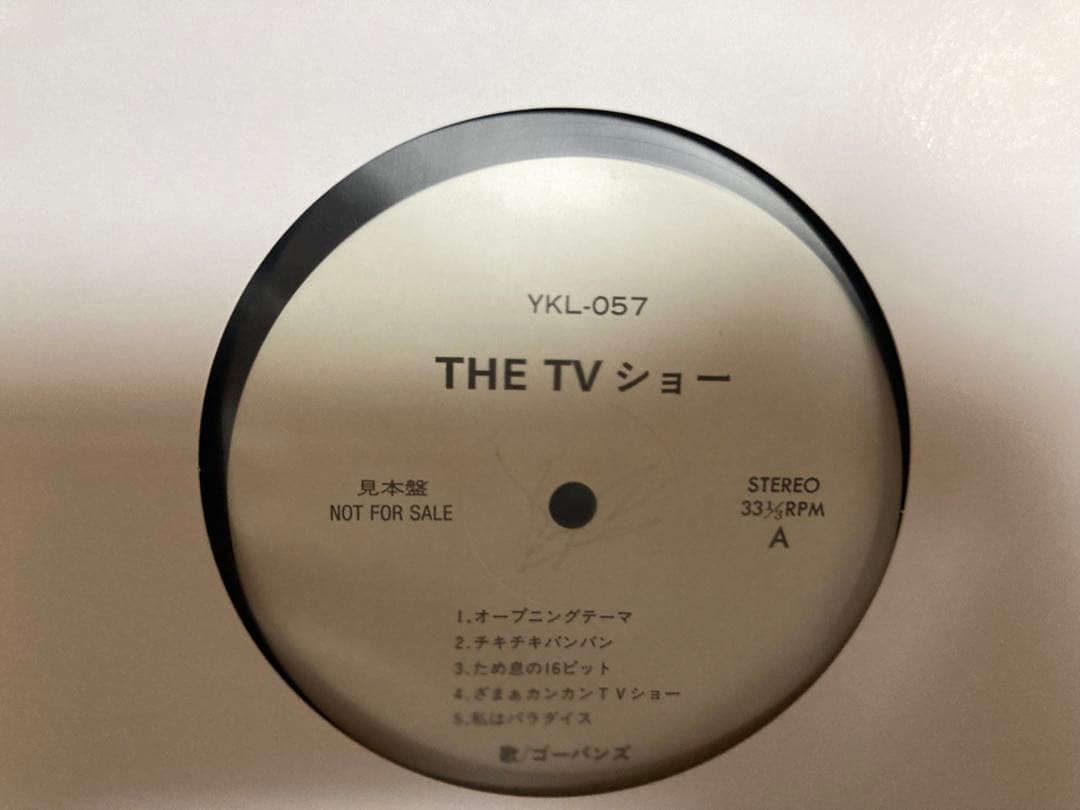 YKL-057
THE TV ショー
見本盤
NOT FOR SALE
STEREO
33⅓RPM
A
1.オープニングテーマ
2.チキチキバンバン
3.ため息の16ビット
4.ざまぁカンカンTVショー
5.私はパラダイス
歌/ゴーバンズ